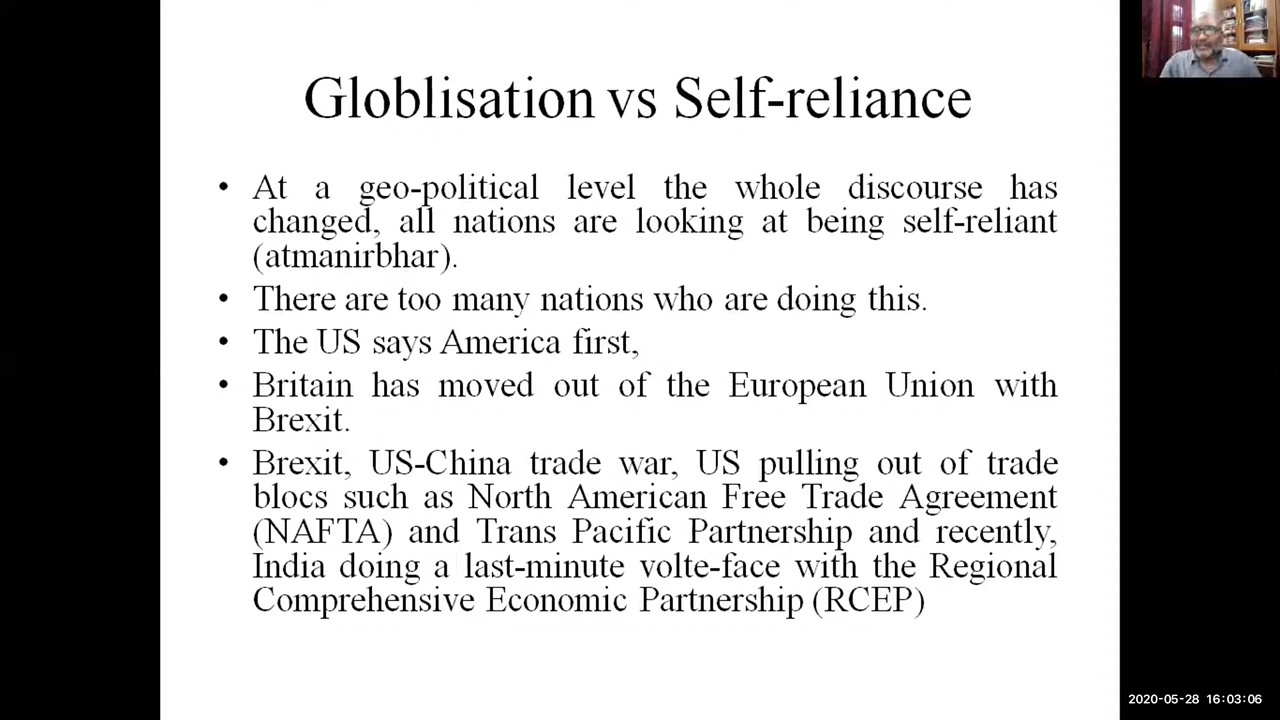 Globlisation vs Self-reliance
• At a geo-political level the whole discourse has
changed, all nations are looking at being self-reliant
(atmanirbhar).
• There are too many nations who are doing this.
• The US says America first,
• Britain has moved out of the European Union with
Brexit.
• Brexit, US-China trade war, US pulling out of trade
blocs such as North American Free Trade Agreement
(NAFTA) and Trans Pacific Partnership and recently,
India doing a last-minute volte-face with the Regional
Comprehensive Economic Partnership (RCEP)
2020-05-28 16:03:06